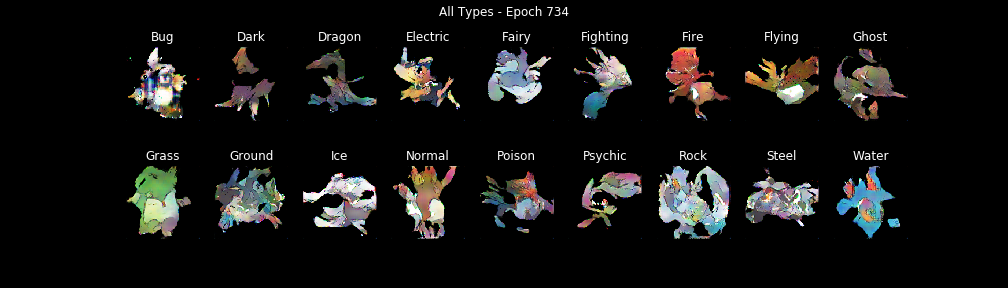 All Types - Epoch 734
Bug Dark Dragon Electric Fairy Fighting Fire Flying Ghost
Grass Ground Ice Normal Poison Psychic Rock Steel Water